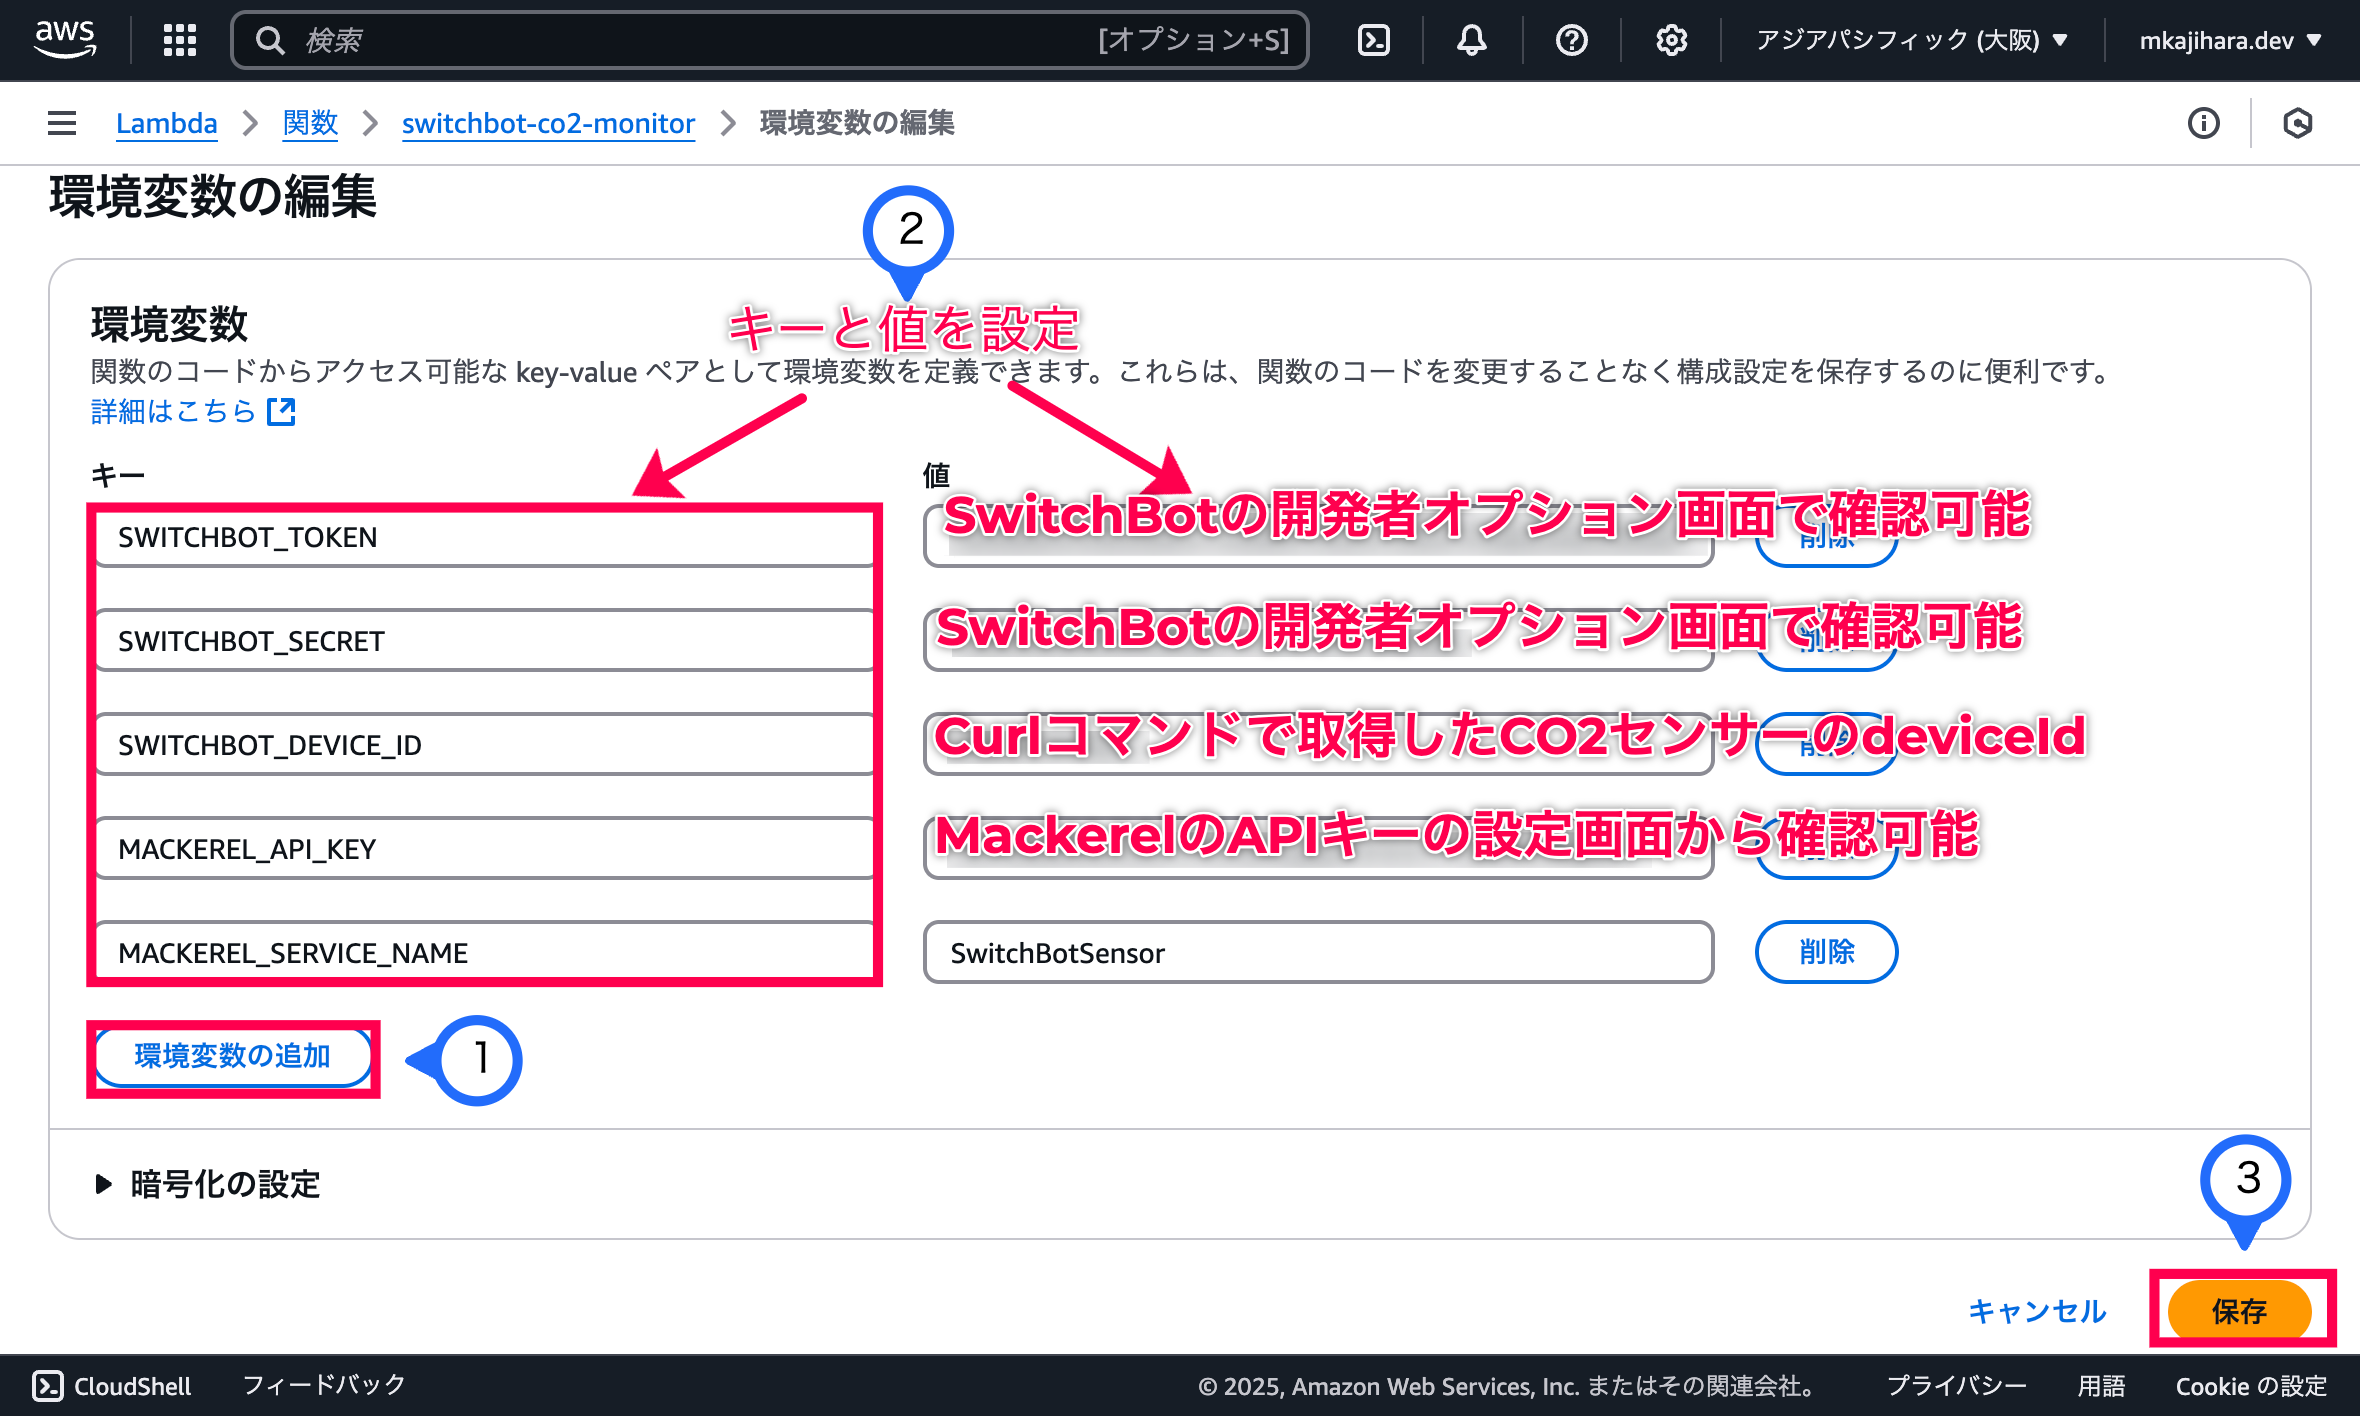 aws
検索
[オプション+S]
アジアパシフィック (大阪) ▼
mkajihara.dev ▼
Lambda
関数
switchbot-co2-monitor
環境変数の編集
環境変数の編集
2
環境変数
キーと値を設定
関数のコードからアクセス可能な key-value ペアとして環境変数を定義できます。これらは、関数のコードを変更することなく構成設定を保存するのに便利です。
詳細はこちら
キー
値
SWITCHBOT_TOKEN
SwitchBotの開発者オプション画面で確認可能
削除
SWITCHBOT_SECRET
SwitchBotの開発者オプション画面で確認可能
SWITCHBOT_DEVICE_ID
Curlコマンドで取得したCO2センサーのdeviceId
MACKEREL_API_KEY
MackerelのAPIキーの設定画面から確認可能
MACKEREL_SERVICE_NAME
SwitchBotSensor
削除
環境変数の追加
1
暗号化の設定
3
キャンセル
保存
CloudShell
フィードバック
© 2025, Amazon Web Services, Inc. またはその関連会社。
プライバシー
用語
Cookie の設定